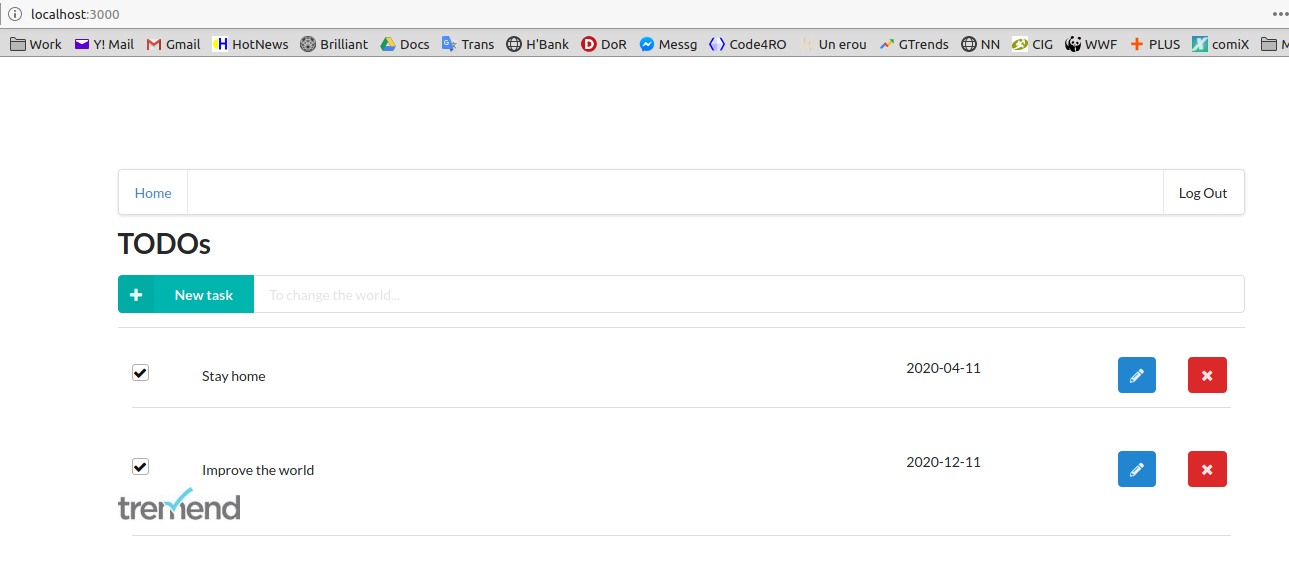 localhost:3000
Work Y! Mail Gmail HotNews Brilliant Docs Trans H'Bank DoR Messg Code4RO Un erou GTrends NN CIG WWF PLUS comiX M
Home Log Out
TODOs
New task To change the world...
Stay home 2020-04-11
Improve the world 2020-12-11
tremend